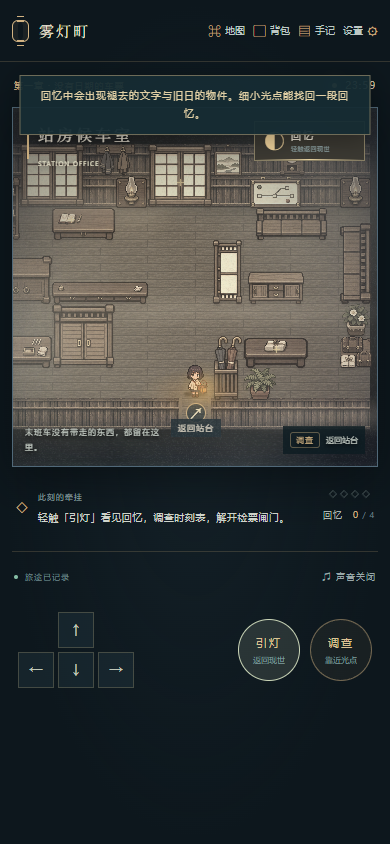 雾灯町
地图 背包 手记 设置
回忆中会出现褪去的文字与旧日的物件。细小光点能找回一段回
忆。
站房候车室
回忆
轻触返回现世
STATION OFFICE
返回站台
末班车没有带走的东西，都留在这
里。
调查 返回站台
此刻的牵挂
轻触「引灯」看见回忆，调查时刻表，解开检票闸门。
回忆 0 / 4
旅途已记录
声音关闭
↑
← ↓ →
引灯
返回现世
调查
靠近光点